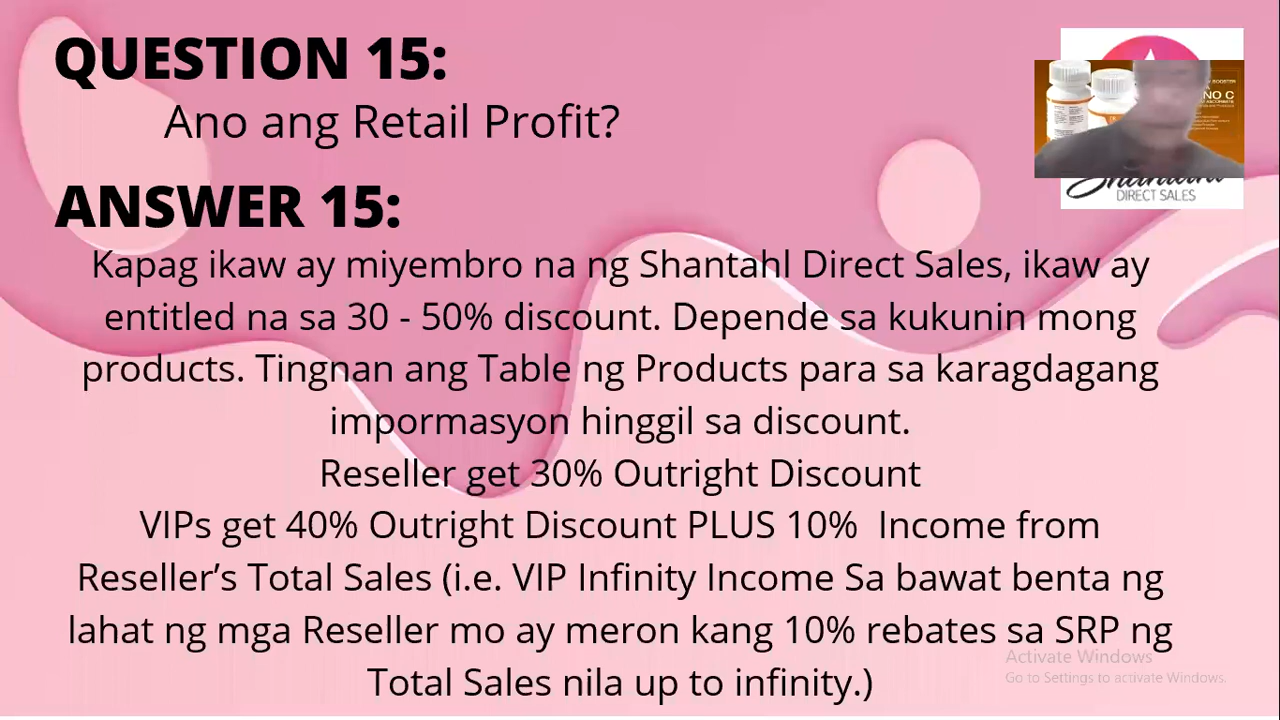 QUESTION 15:
Ano ang Retail Profit?
ANSWER 15:
Kapag ikaw ay miyembro na ng Shantahl Direct Sales, ikaw ay
entitled na sa 30 - 50% discount. Depende sa kukunin mong
products. Tingnan ang Table ng Products para sa karagdagang
impormasyon hinggil sa discount.
Reseller get 30% Outright Discount
VIPs get 40% Outright Discount PLUS 10% Income from
Reseller’s Total Sales (i.e. VIP Infinity Income Sa bawat benta ng
lahat ng mga Reseller mo ay meron kang 10% rebates sa SRP ng
Total Sales nila up to infinity.)
NO C
DIRECT SALES
Activate Windows
Go to Settings to activate Windows.